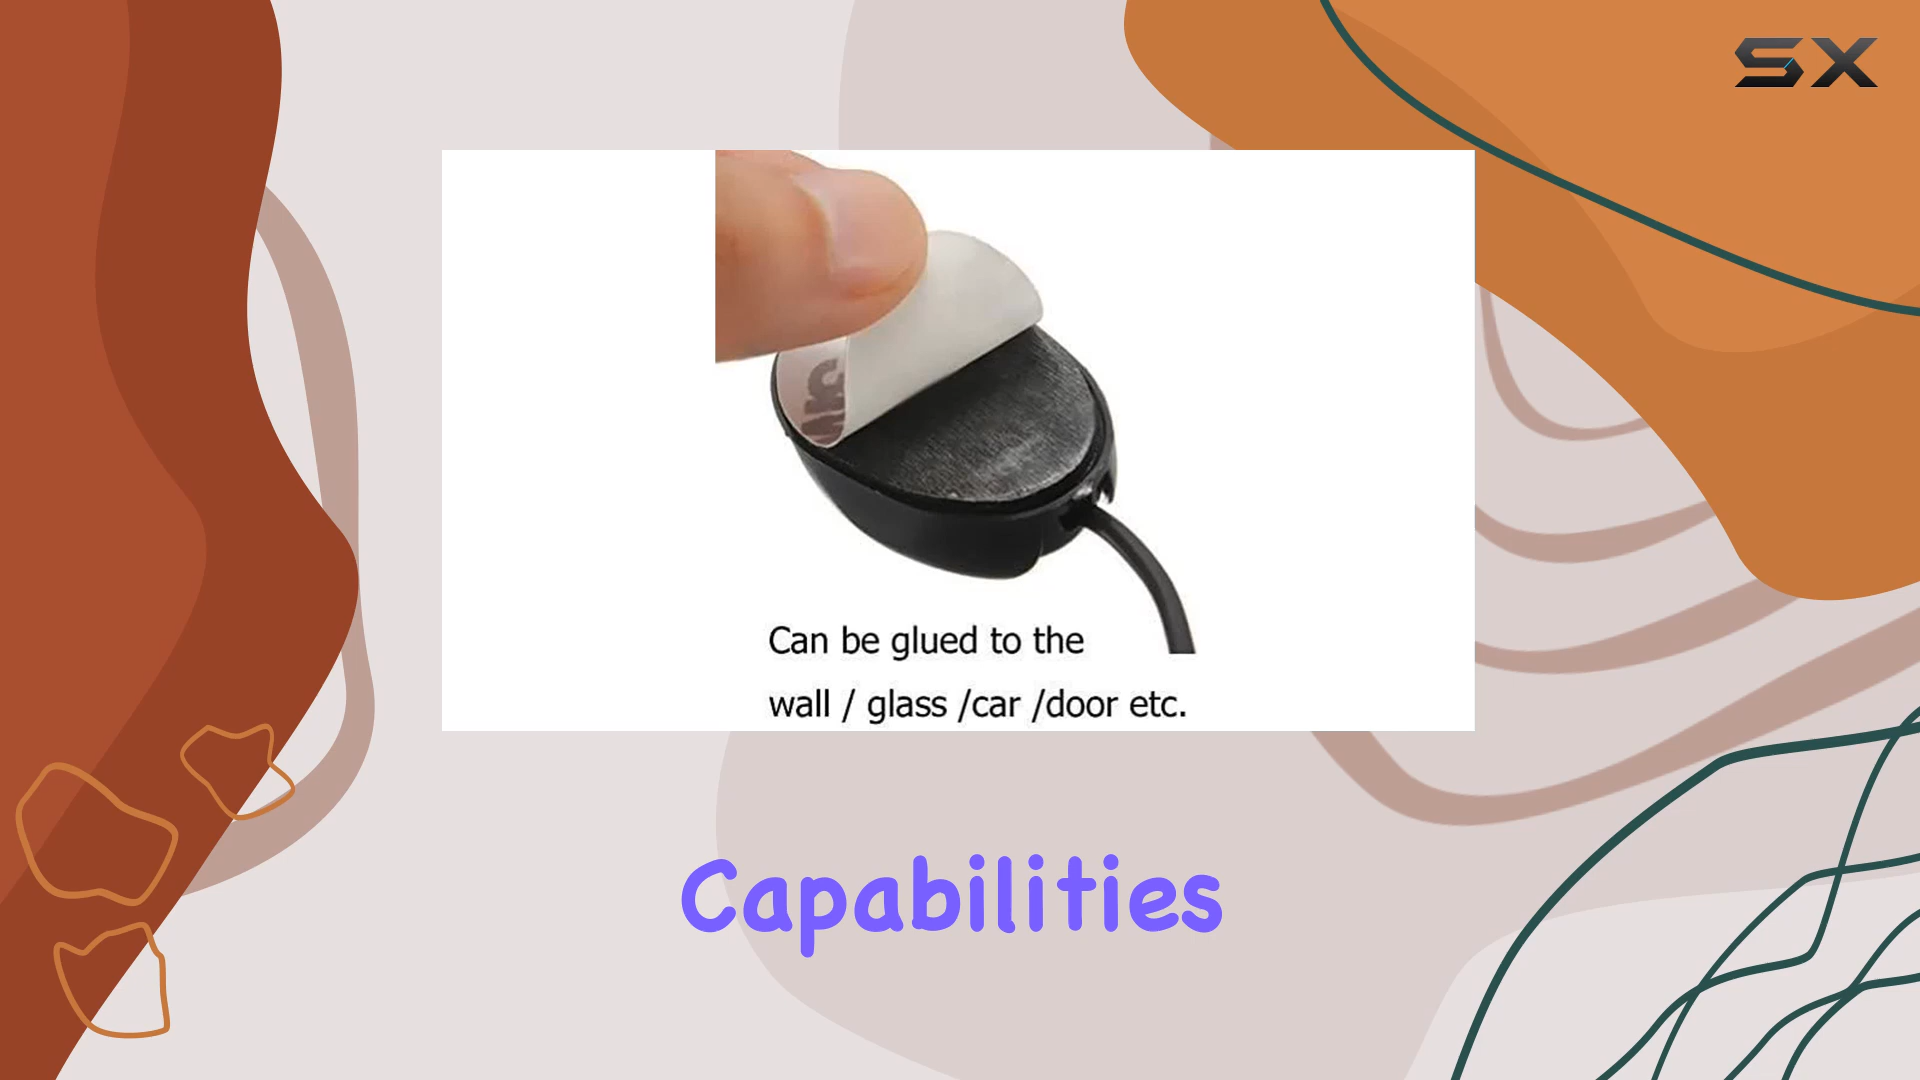 SX
Can be glued to the
wall / glass /car /door etc.
Capabilities